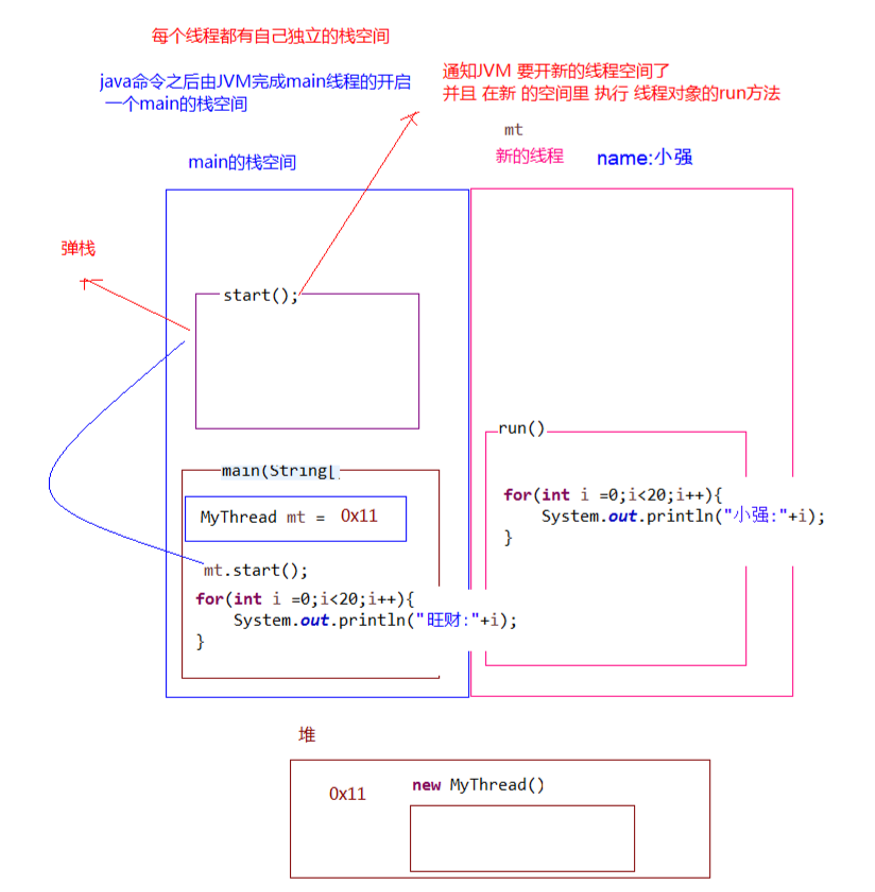 每个线程都有自己独立的栈空间
java命令之后由JVM完成main线程的开启
一个main的栈空间
通知JVM 要开新的线程空间了
并且 在新 的空间里 执行 线程对象的run方法
mt
新的线程 name:小强
main的栈空间
弹栈
start();
main(String[
MyThread mt = 0x11
mt.start();
for(int i =0;i<20;i++){
System.out.println("旺财:"+i);
}
run()
for(int i =0;i<20;i++){
System.out.println("小强:"+i);
}
堆
0x11
new MyThread()